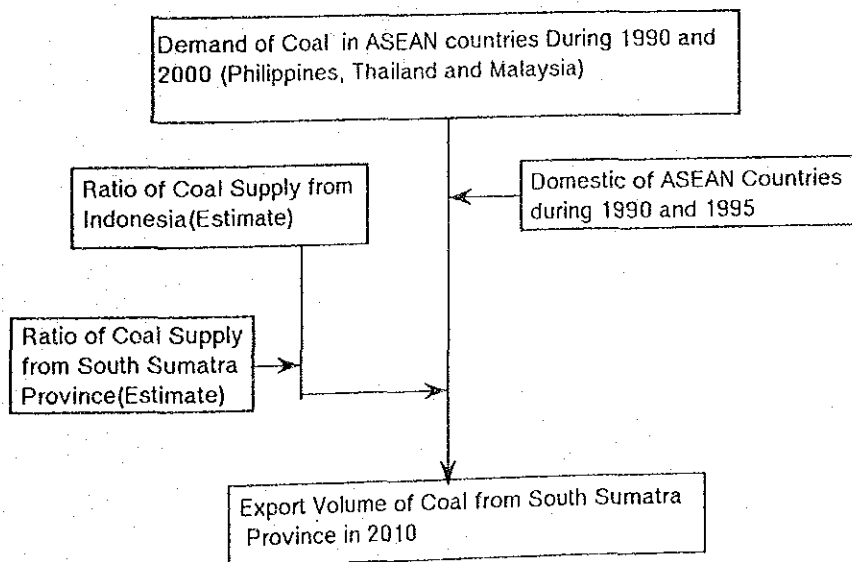 Demand of Coal in ASEAN countries During 1990 and
2000 (Philippines, Thailand and Malaysia)
Ratio of Coal Supply from
Indonesia(Estimate)
Domestic of ASEAN Countries
during 1990 and 1995
Ratio of Coal Supply
from South Sumatra
Province(Estimate)
Export Volume of Coal from South Sumatra
Province in 2010